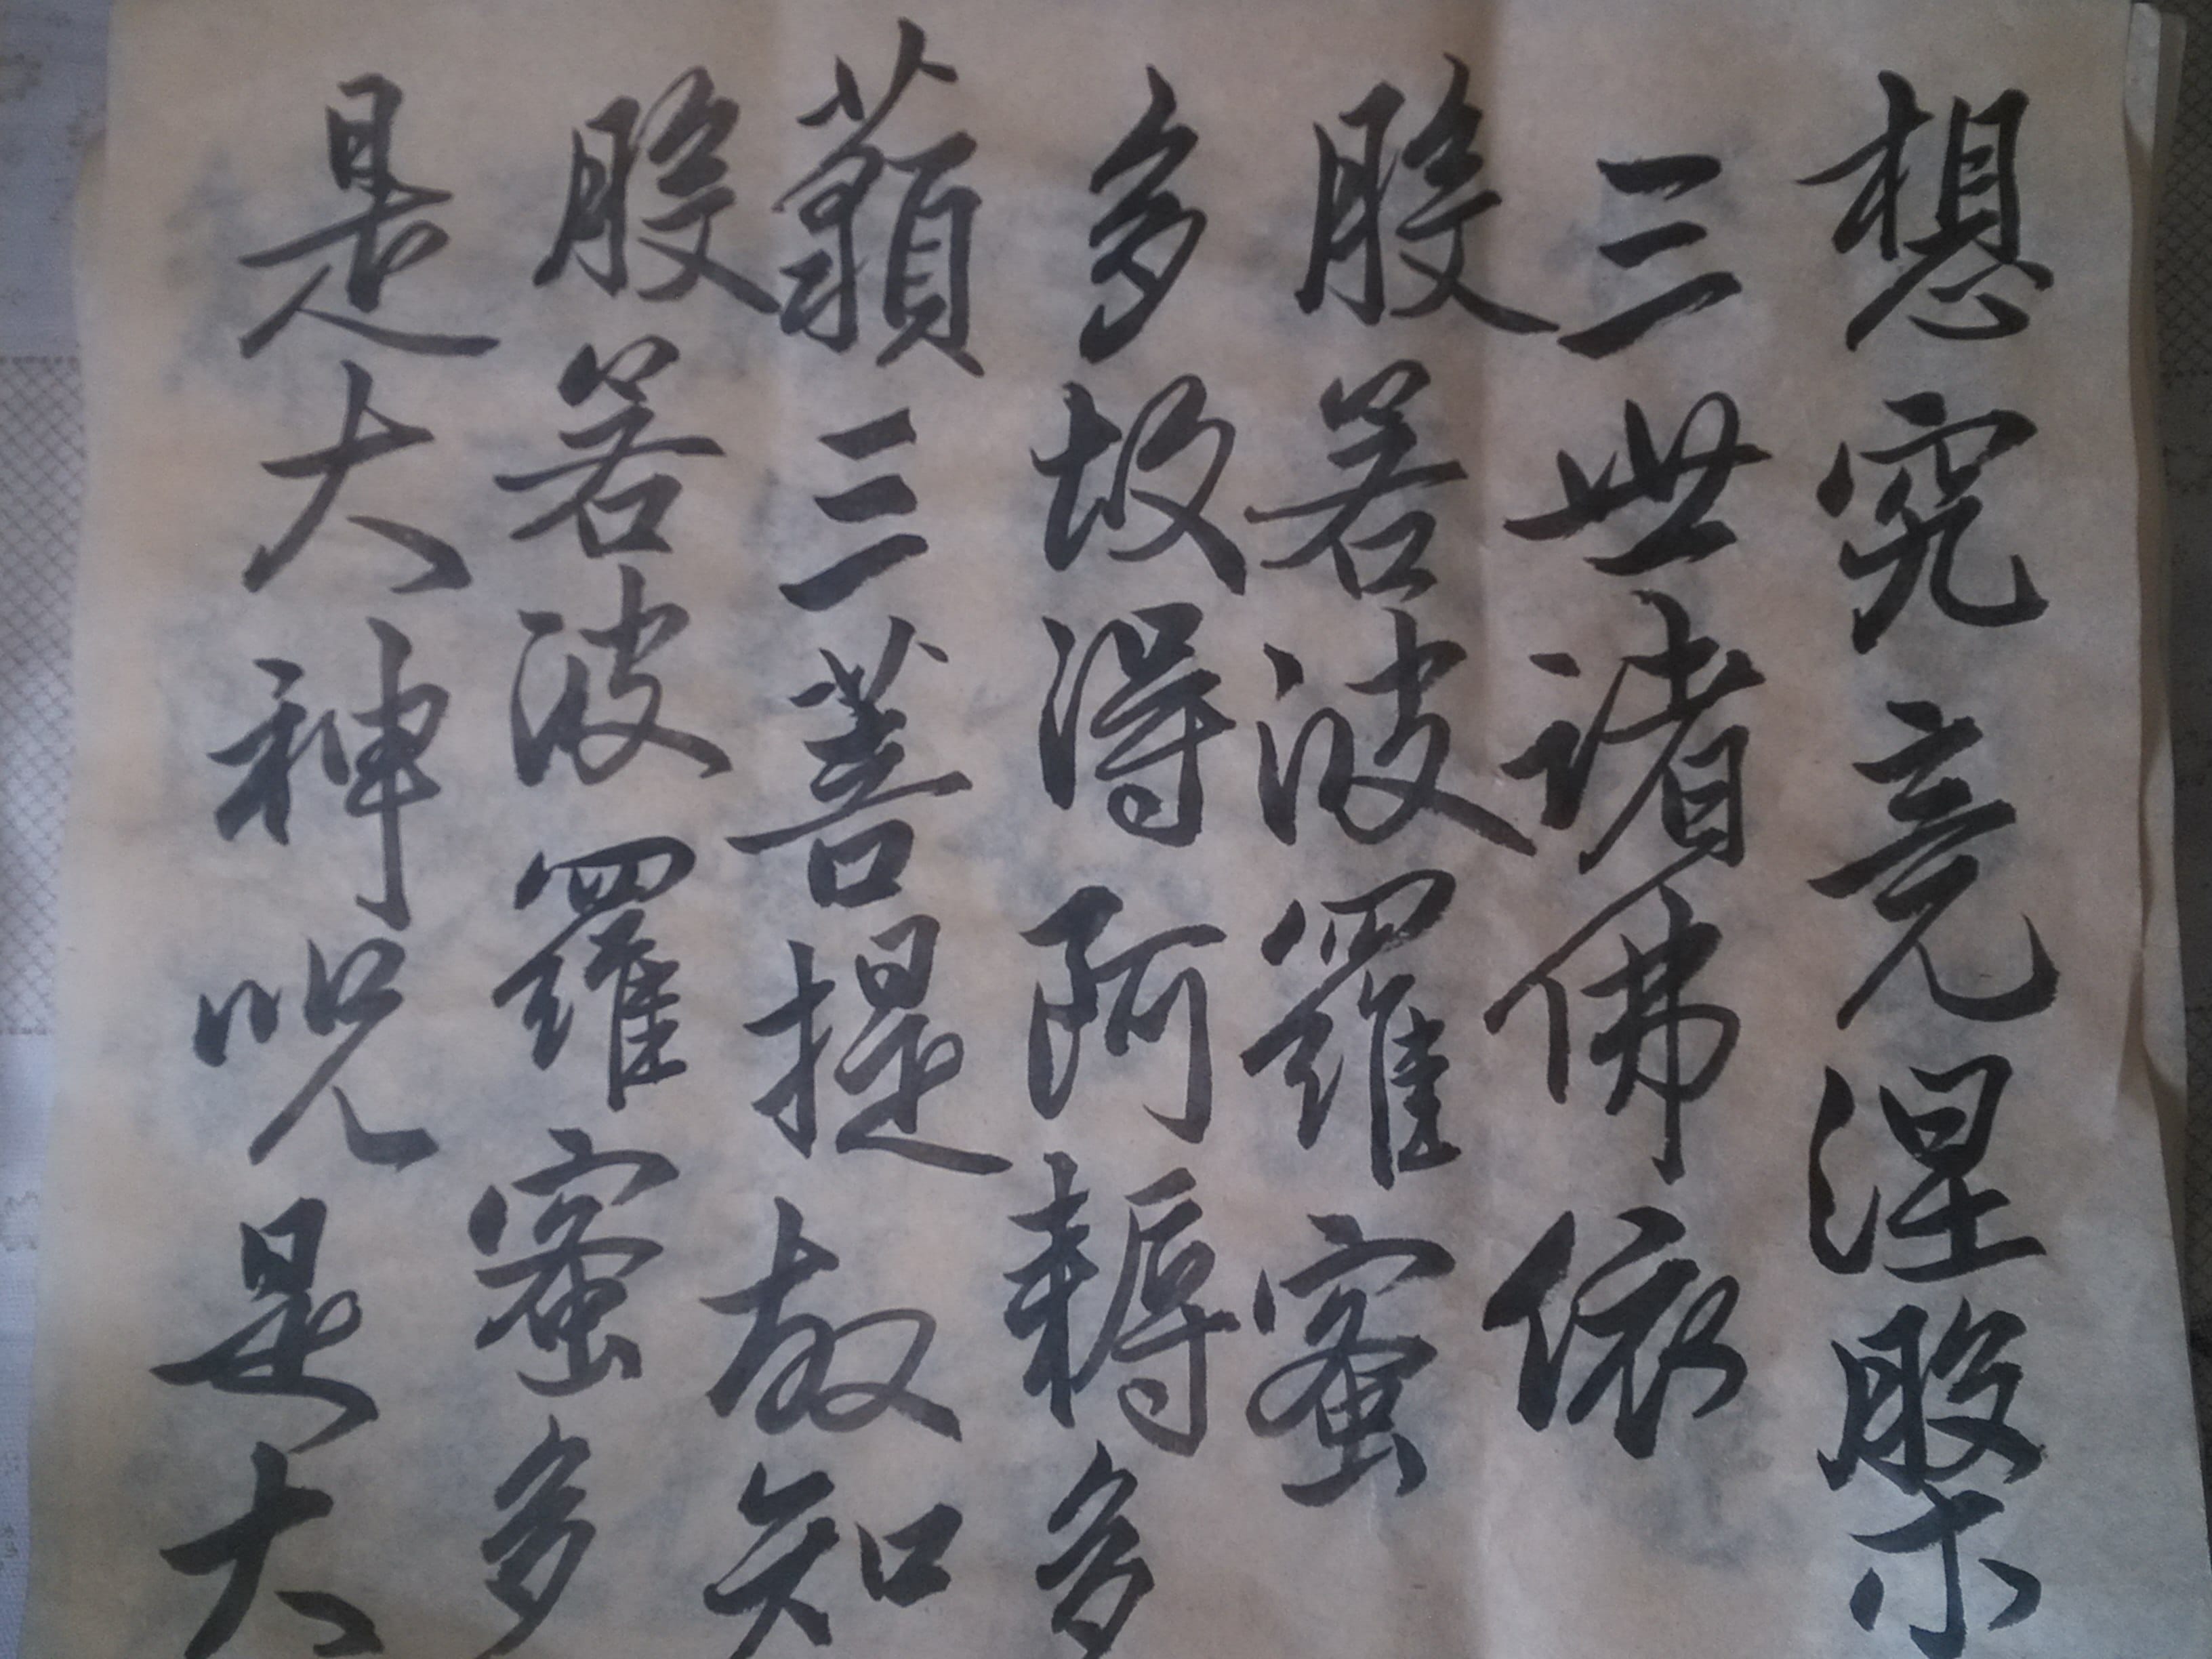 想究竟涅槃
三世諸佛依
般若波羅蜜
多故得阿耨多
藐三菩提故知
般若波羅蜜多
是大神呪是大